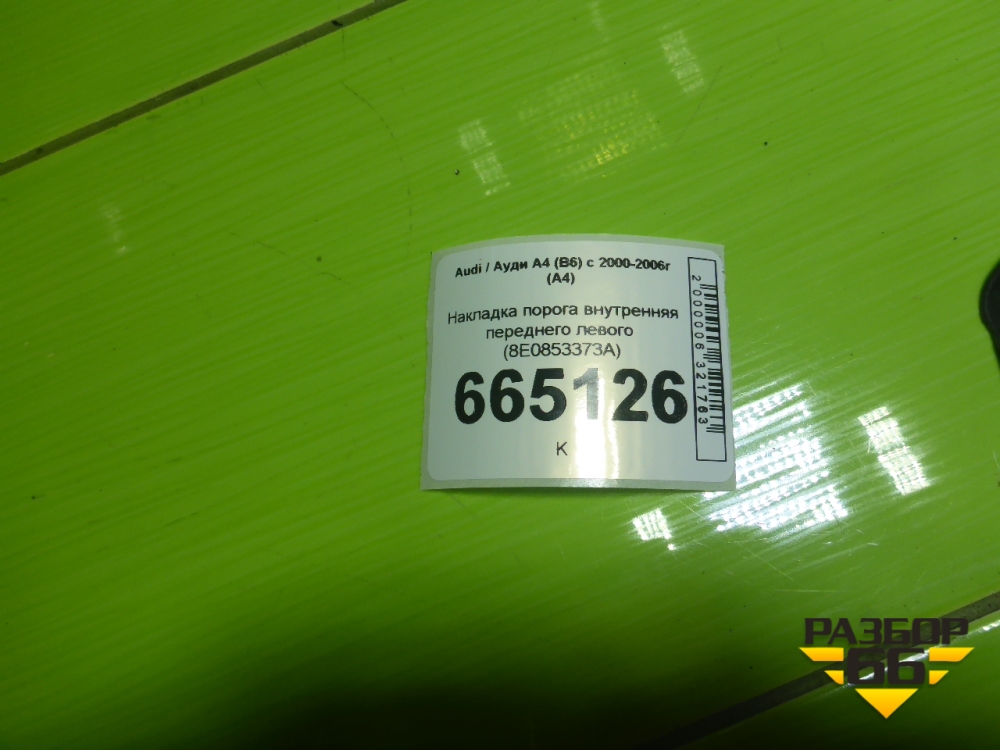 Audi / Ауди A4 (B6) с 2000-2006г
(A4)
Накладка порога внутренняя
переднего левого
(8E0853373A)
665126
К
2000006321763
РАЗБОР
66